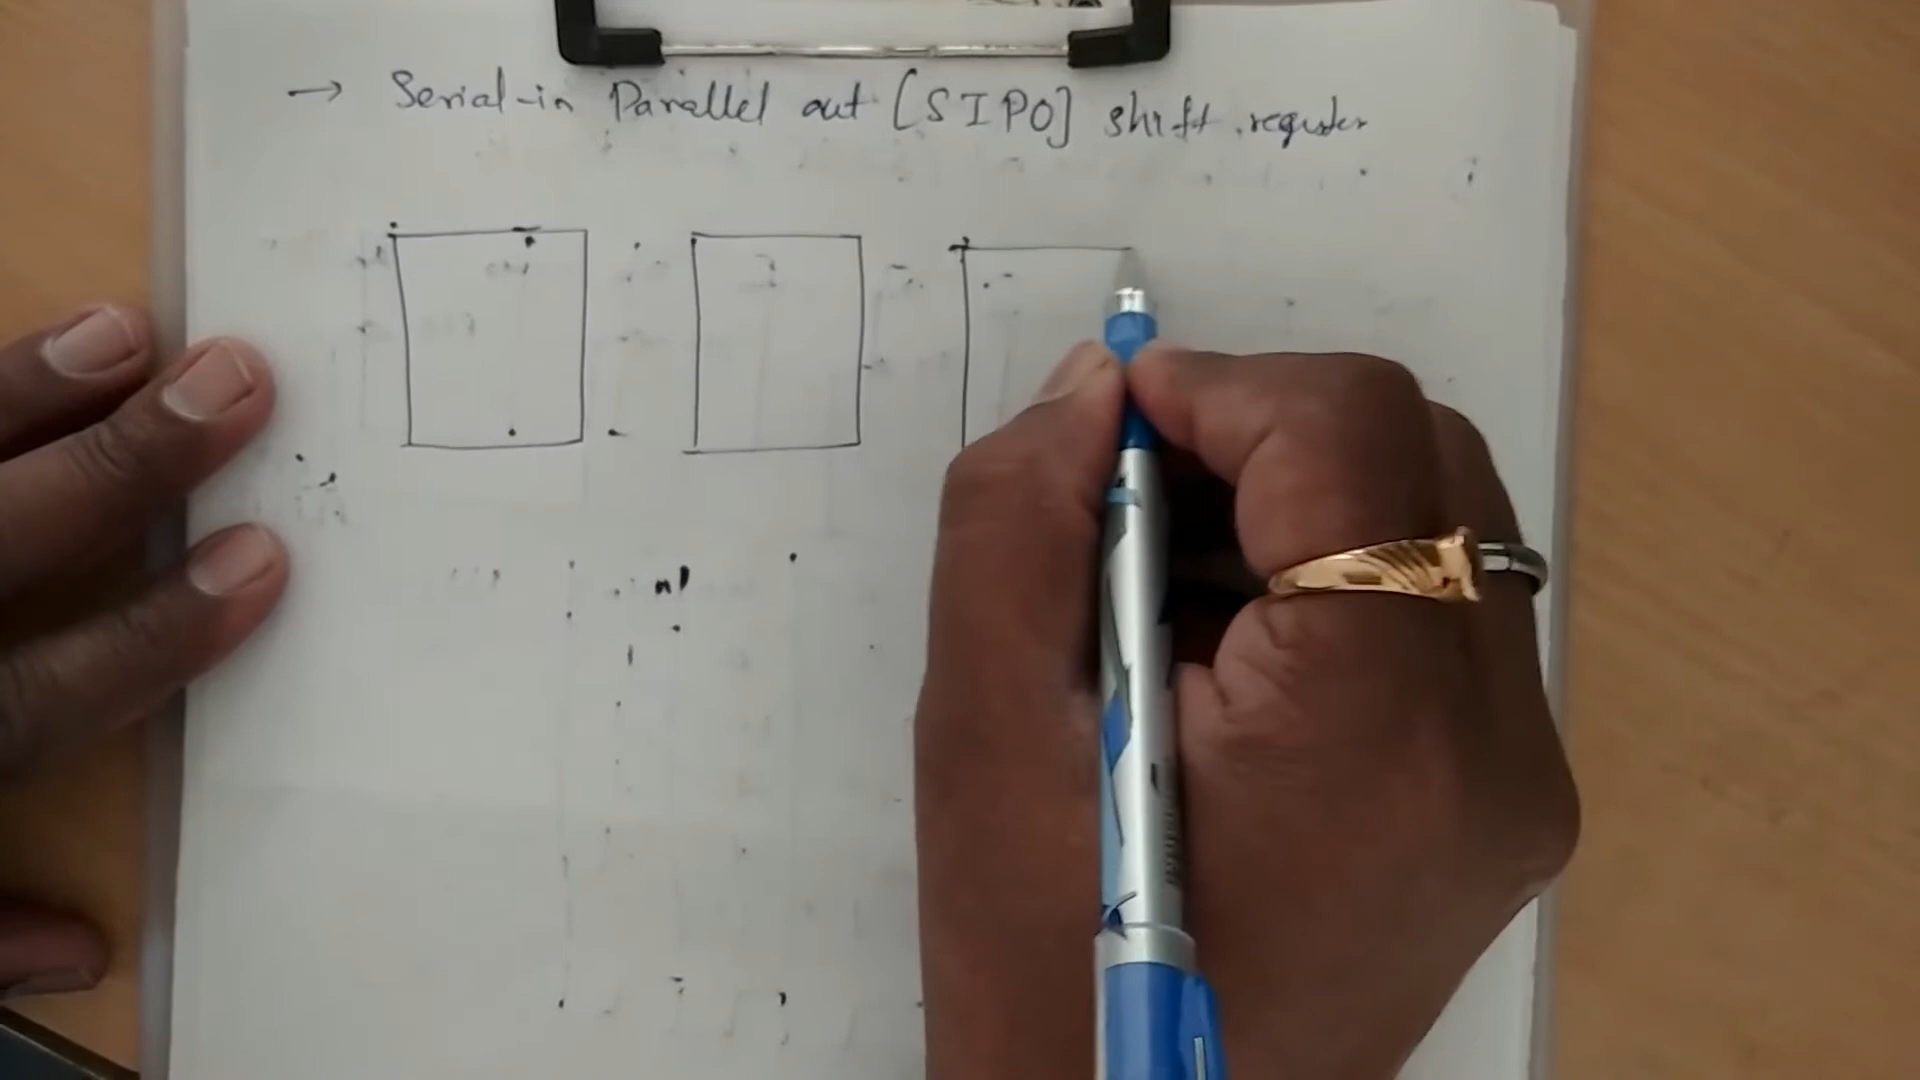 → Serial-in Parallel out [SIPO] shift register